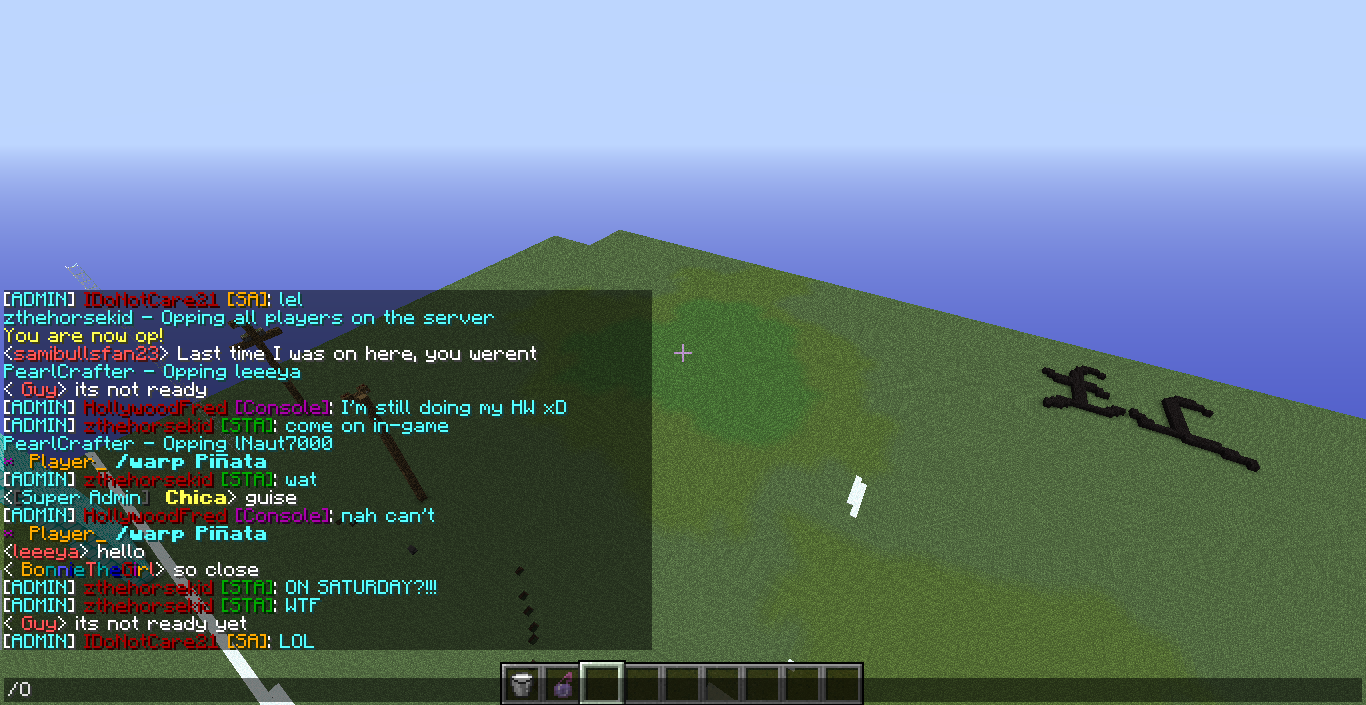 [ADMIN] IDoNotCare21 [SA]: lel
zthehorsekid - Opping all players on the server
You are now op!
<samibullsfan23> Last time I was on here, you werent
PearlCrafter - Opping leeeya
< Guy> its not ready
[ADMIN] HollywoodFred [Console]: I'm still doing my HW xD
[ADMIN] zthehorsekid [STA]: come on in-game
PearlCrafter - Opping lNaut7000
* Player_ /warp Piñata
[ADMIN] zthehorsekid [STA]: wat
<[Super Admin] Chica> guise
[ADMIN] HollywoodFred [Console]: nah can't
* Player_ /warp Piñata
<leeeya> hello
< BonnieTheGirl> so close
[ADMIN] zthehorsekid [STA]: ON SATURDAY?!!!
[ADMIN] zthehorsekid [STA]: WTF
< Guy> its not ready yet
[ADMIN] IDoNotCare21 [SA]: LOL
/O